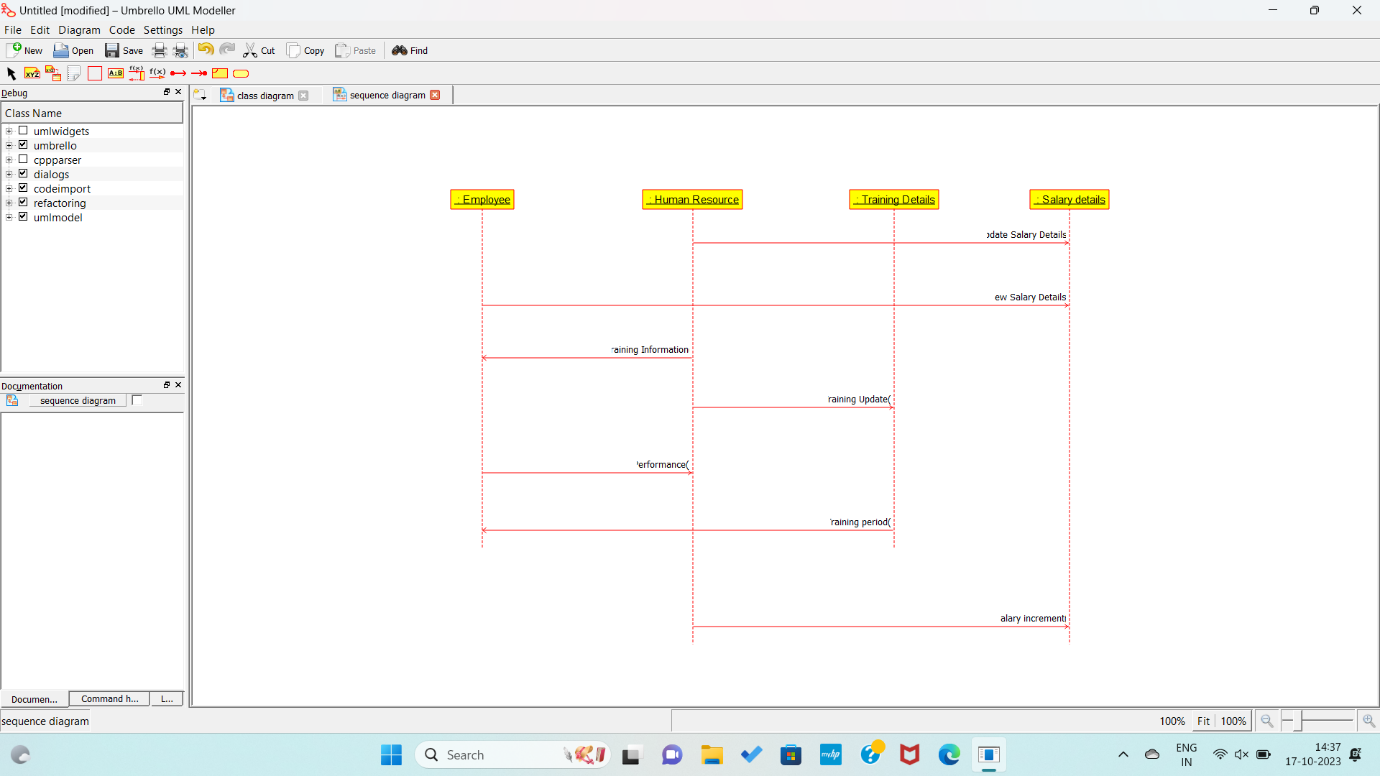 Untitled [modified] – Umbrello UML Modeller
File Edit Diagram Code Settings Help
New Open Save Cut Copy Paste Find
XYZ A:B f(x) f(x)
Debug
class diagram sequence diagram
Class Name
umlwidgets
umbrello
cppparser
dialogs
codeimport
refactoring
umlmodel
: Employee : Human Resource : Training Details : Salary details
date Salary Details
ew Salary Details
raining Information
raining Update(
erformance(
raining period(
alary increment
Documentation
sequence diagram
Documen... Command h... L...
sequence diagram
100% Fit 100%
Search
myhp
ENG
IN
14:37
17-10-2023